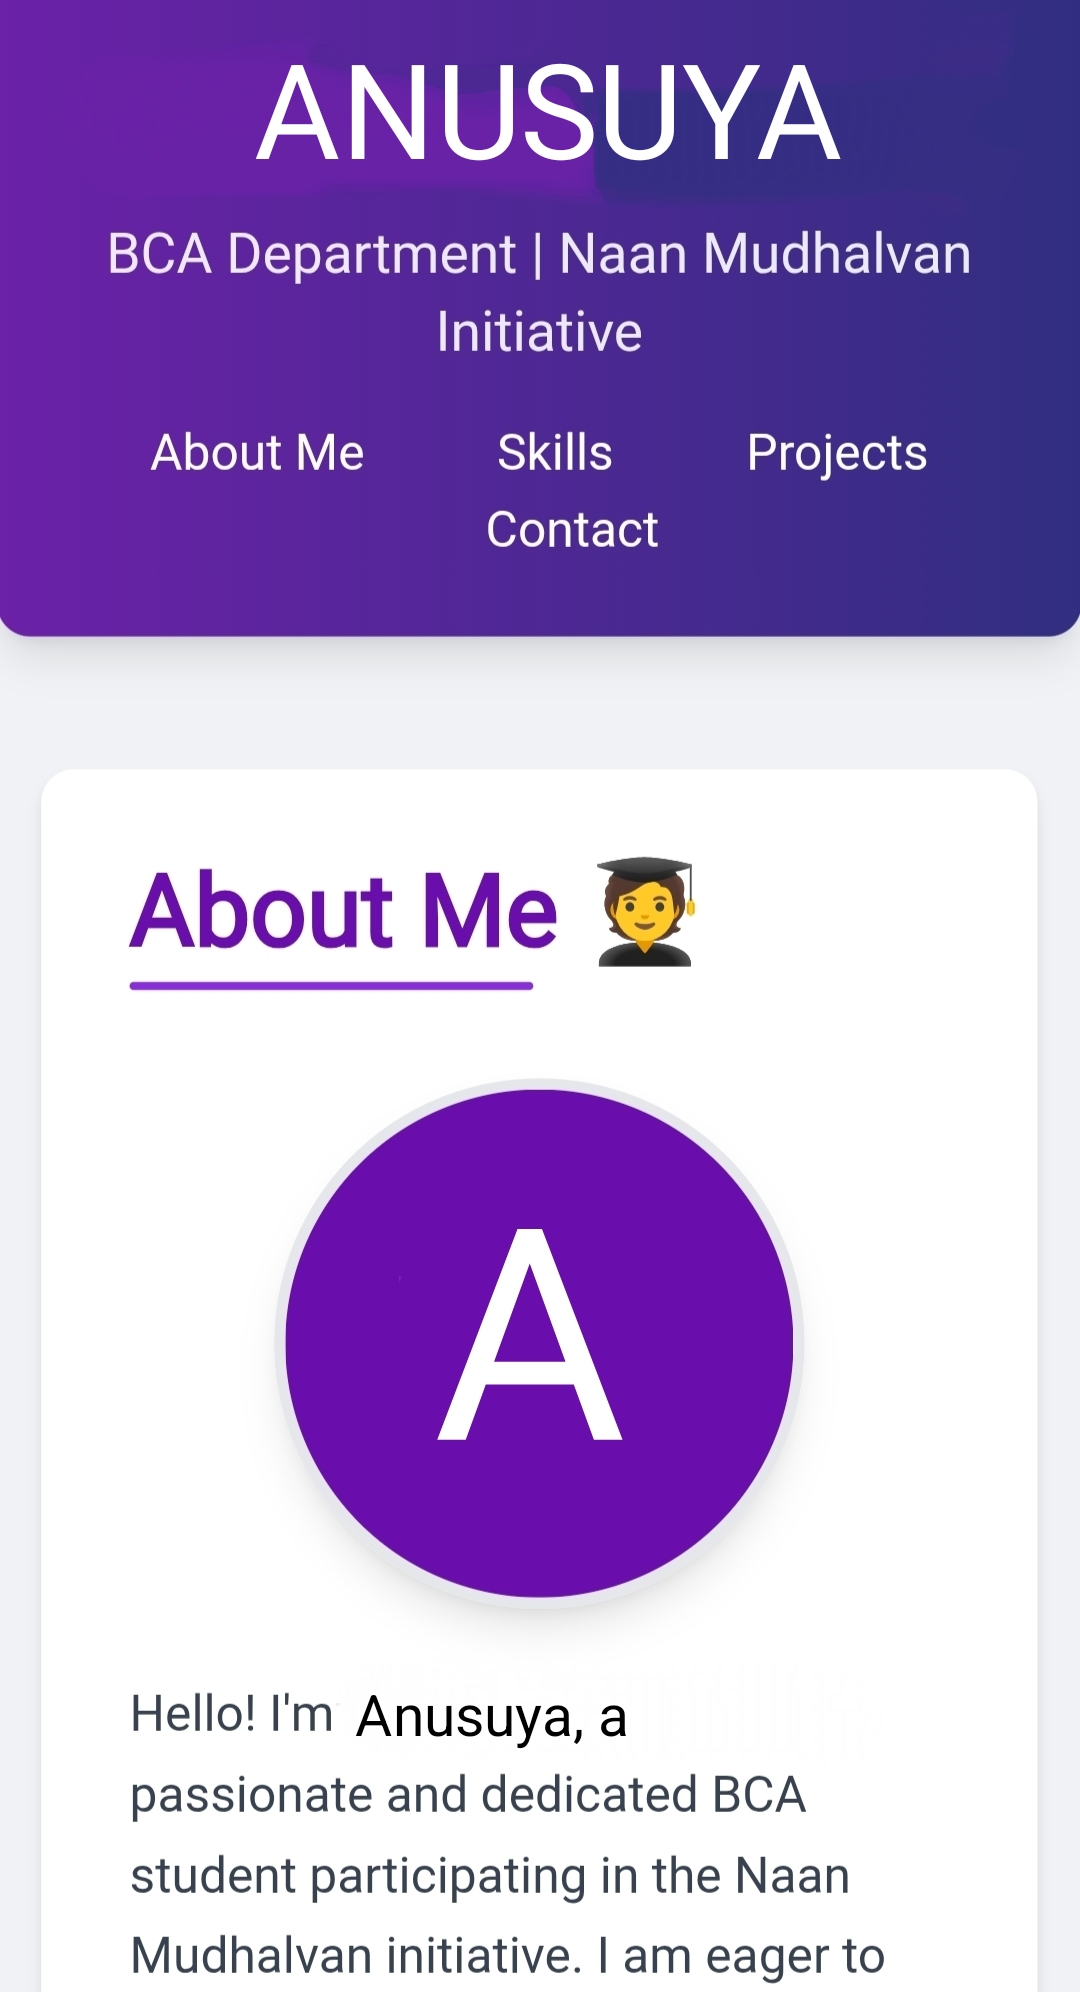 ANUSUYA
BCA Department | Naan Mudhalvan
Initiative
About Me Skills Projects
Contact
About Me
A
Hello! I'm Anusuya, a
passionate and dedicated BCA
student participating in the Naan
Mudhalvan initiative. I am eager to